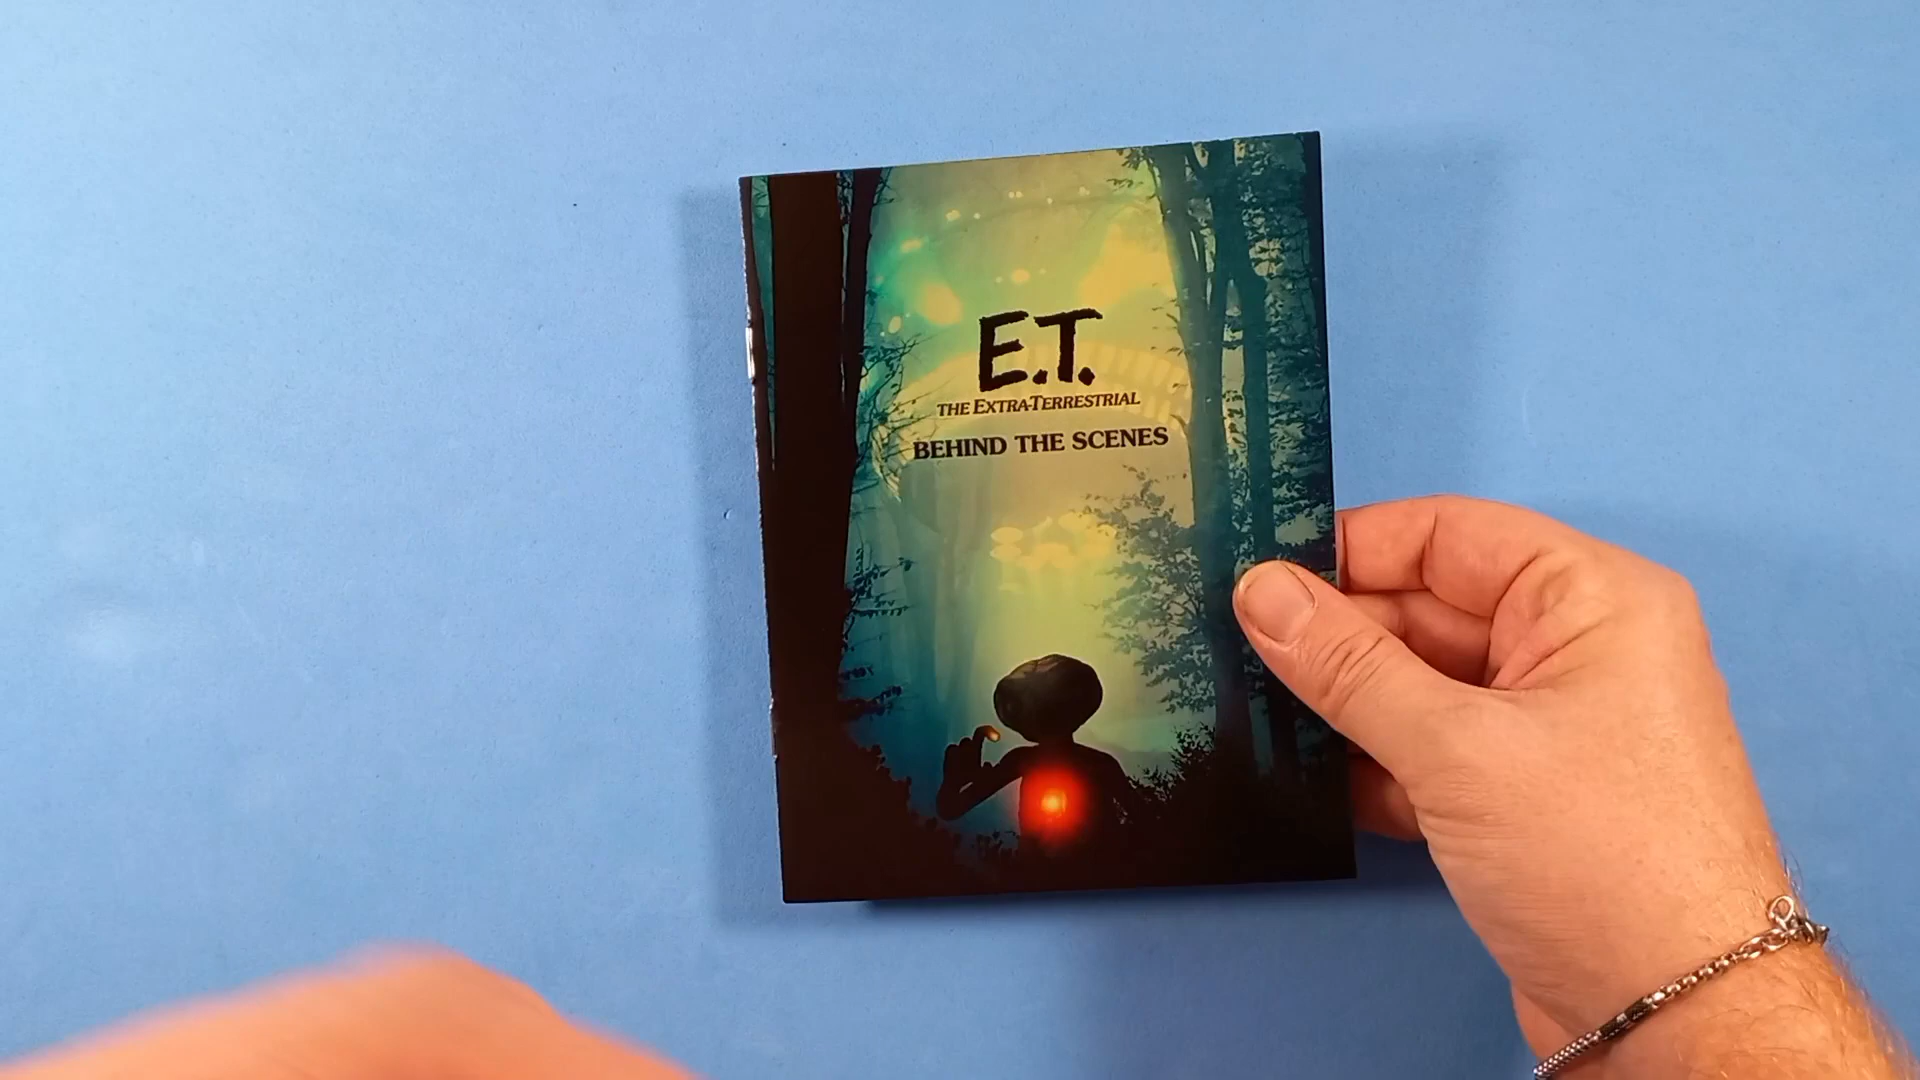 E.T.
THE EXTRA-TERRESTRIAL
BEHIND THE SCENES